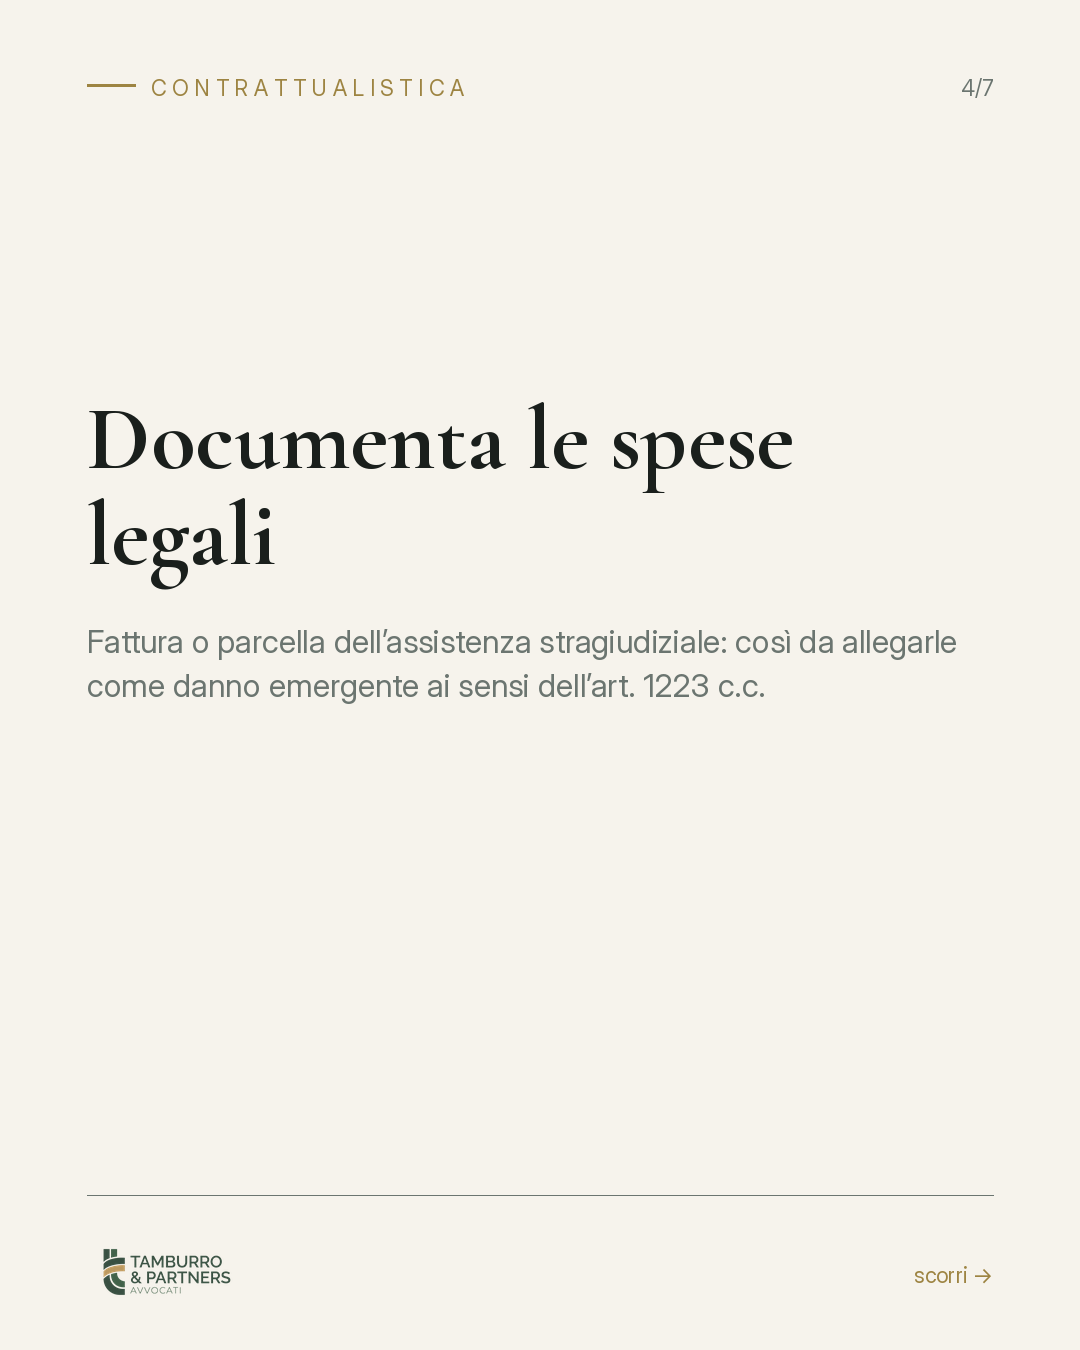 CONTRATTUALISTICA
4/7
Documenta le spese
legali
Fattura o parcella dell’assistenza stragiudiziale: così da allegarle
come danno emergente ai sensi dell’art. 1223 c.c.
TAMBURRO
& PARTNERS
AVVOCATI
scorri →